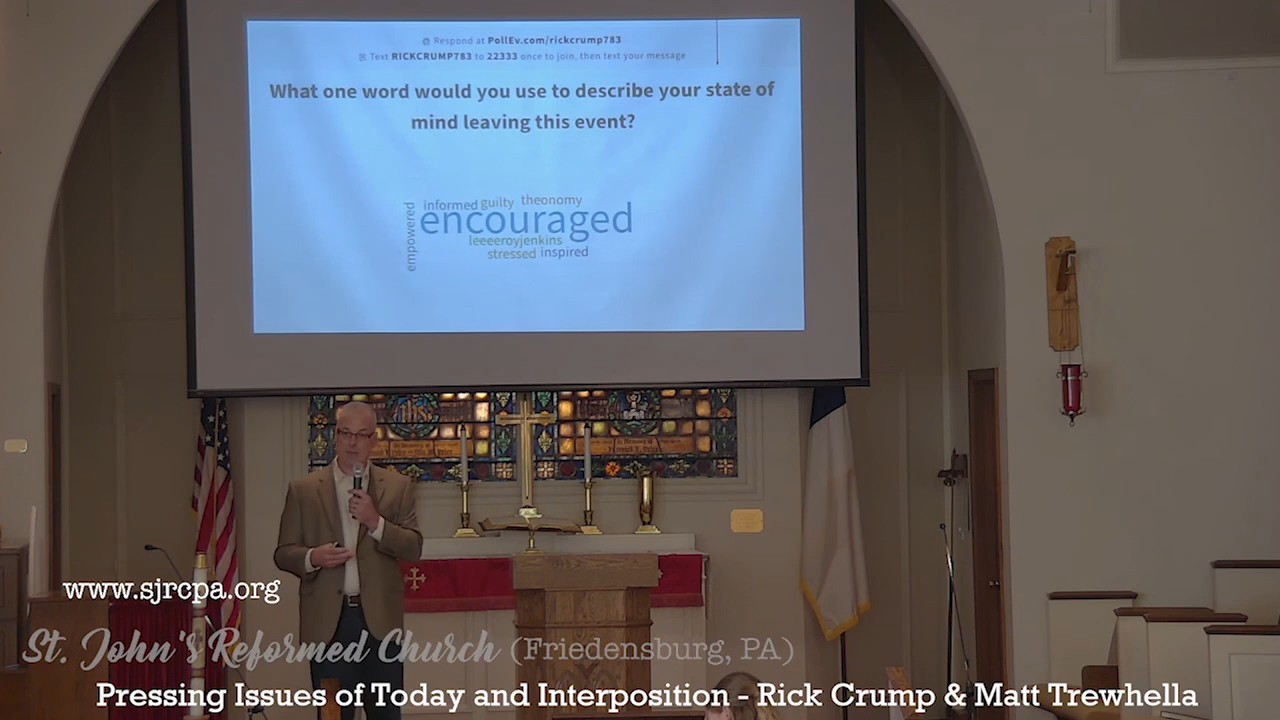 Respond at PollEv.com/rickcrump783
Text RICKCRUMP783 to 22333 once to join, then text your message
What one word would you use to describe your state of
mind leaving this event?
informed guilty theonomy
empowered
encouraged
leeeeroyjenkins
stressed inspired
www.sjrcpa.org
St. John's Reformed Church (Friedensburg, PA)
Pressing Issues of Today and Interposition - Rick Crump & Matt Trewhella